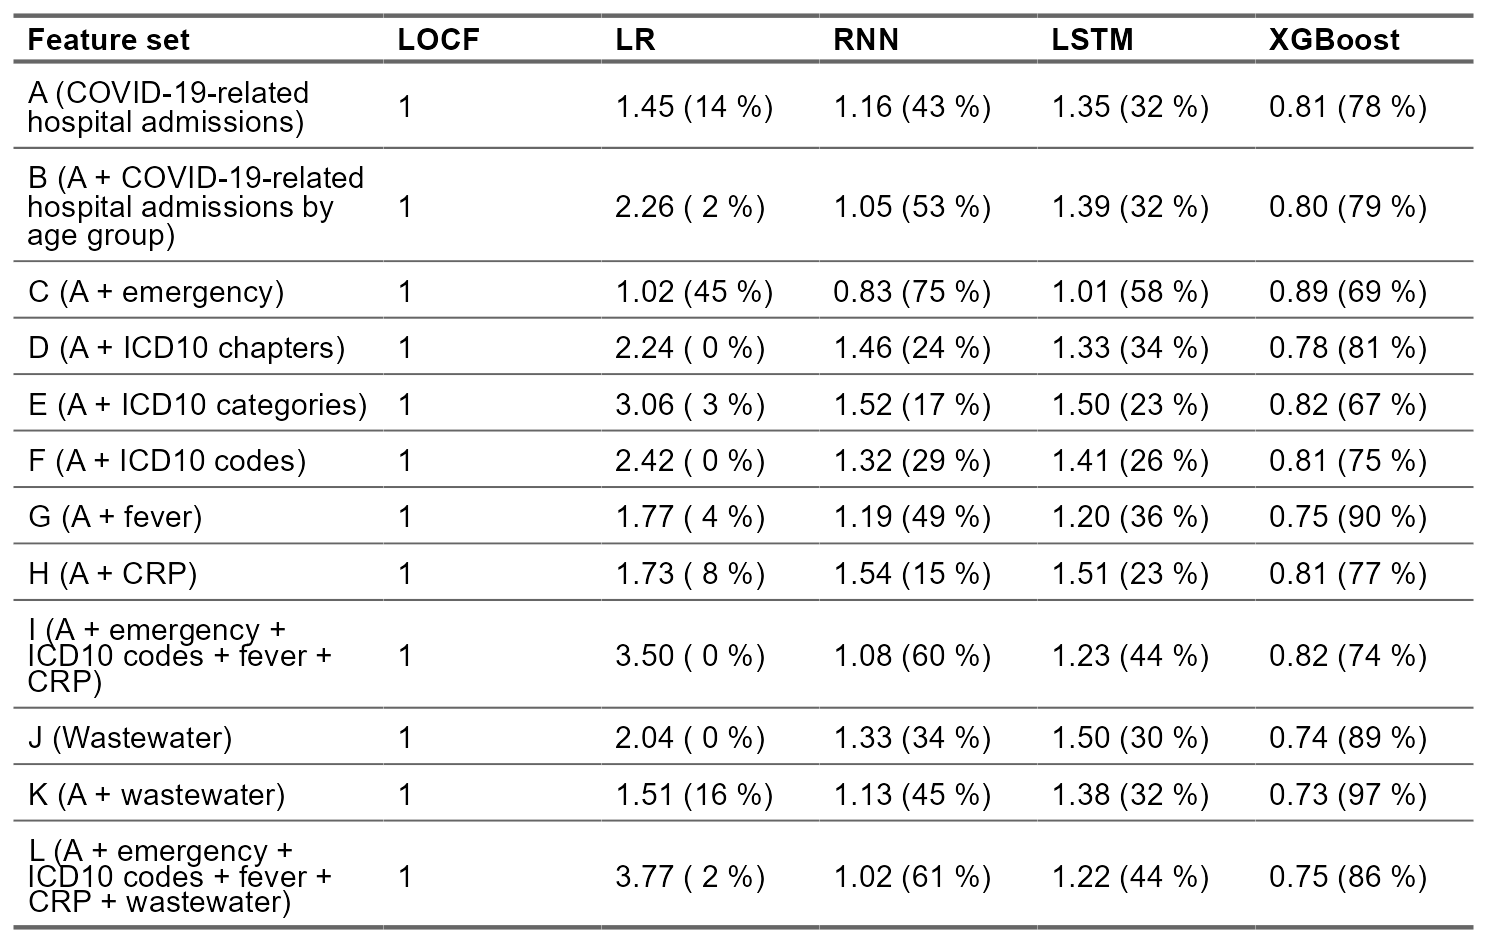 Feature set LOCF LR RNN LSTM XGBoost
A (COVID-19-related
hospital admissions) 1 1.45 (14 %) 1.16 (43 %) 1.35 (32 %) 0.81 (78 %)
B (A + COVID-19-related
hospital admissions by 1 2.26 ( 2 %) 1.05 (53 %) 1.39 (32 %) 0.80 (79 %)
age group)
C (A + emergency) 1 1.02 (45 %) 0.83 (75 %) 1.01 (58 %) 0.89 (69 %)
D (A + ICD10 chapters) 1 2.24 ( 0 %) 1.46 (24 %) 1.33 (34 %) 0.78 (81 %)
E (A + ICD10 categories) 1 3.06 ( 3 %) 1.52 (17 %) 1.50 (23 %) 0.82 (67 %)
F (A + ICD10 codes) 1 2.42 ( 0 %) 1.32 (29 %) 1.41 (26 %) 0.81 (75 %)
G (A + fever) 1 1.77 ( 4 %) 1.19 (49 %) 1.20 (36 %) 0.75 (90 %)
H (A + CRP) 1 1.73 ( 8 %) 1.54 (15 %) 1.51 (23 %) 0.81 (77 %)
I (A + emergency +
ICD10 codes + fever + 1 3.50 ( 0 %) 1.08 (60 %) 1.23 (44 %) 0.82 (74 %)
CRP)
J (Wastewater) 1 2.04 ( 0 %) 1.33 (34 %) 1.50 (30 %) 0.74 (89 %)
K (A + wastewater) 1 1.51 (16 %) 1.13 (45 %) 1.38 (32 %) 0.73 (97 %)
L (A + emergency +
ICD10 codes + fever + 1 3.77 ( 2 %) 1.02 (61 %) 1.22 (44 %) 0.75 (86 %)
CRP + wastewater)